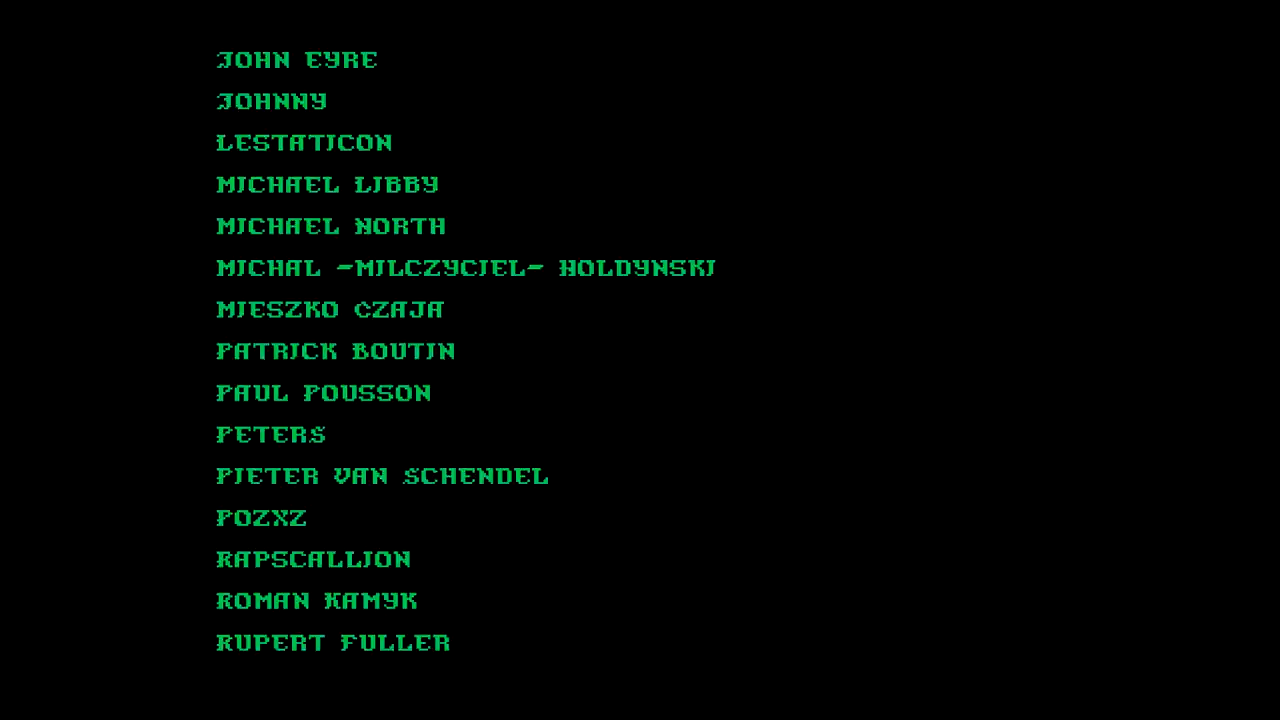 JOHN EYRE
JOHNNY
LESTATICON
MICHAEL LIBBY
MICHAEL NORTH
MICHAL -MILCZYCIEL- HOLDYNSKI
MIESZKO CZAJA
PATRICK BOUTIN
PAUL POUSSON
PETERS
PIETER VAN SCHENDEL
POZXZ
RAPSCALLION
ROMAN KAMYK
RUPERT FULLER